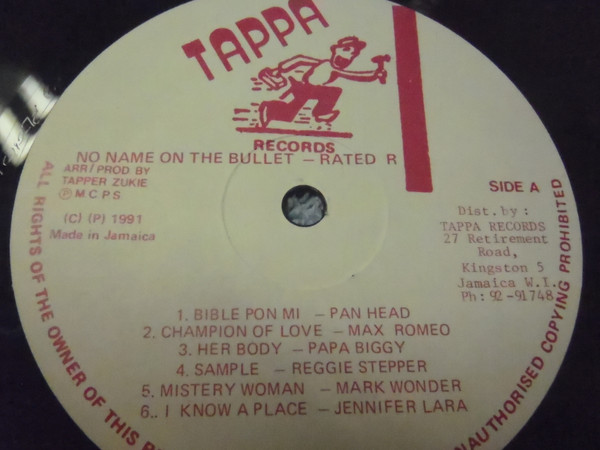 TAPPA
RECORDS
NO NAME ON THE BULLET – RATED R
ARR/PROD BY
TAPPER ZUKIE
Ⓟ M C P S
(C) (P) 1991
Made in Jamaica
SIDE A
Dist. by :
TAPPA RECORDS
27 Retirement
Road,
Kingston 5
Jamaica W.I.
Ph: 92-91748
1. BIBLE PON MI – PAN HEAD
2. CHAMPION OF LOVE – MAX ROMEO
3. HER BODY – PAPA BIGGY
4. SAMPLE – REGGIE STEPPER
5. MISTERY WOMAN – MARK WONDER
6.. I KNOW A PLACE – JENNIFER LARA
ALL RIGHTS OF THE OWNER OF THIS
UNAUTHORISED COPYING PROHIBITED